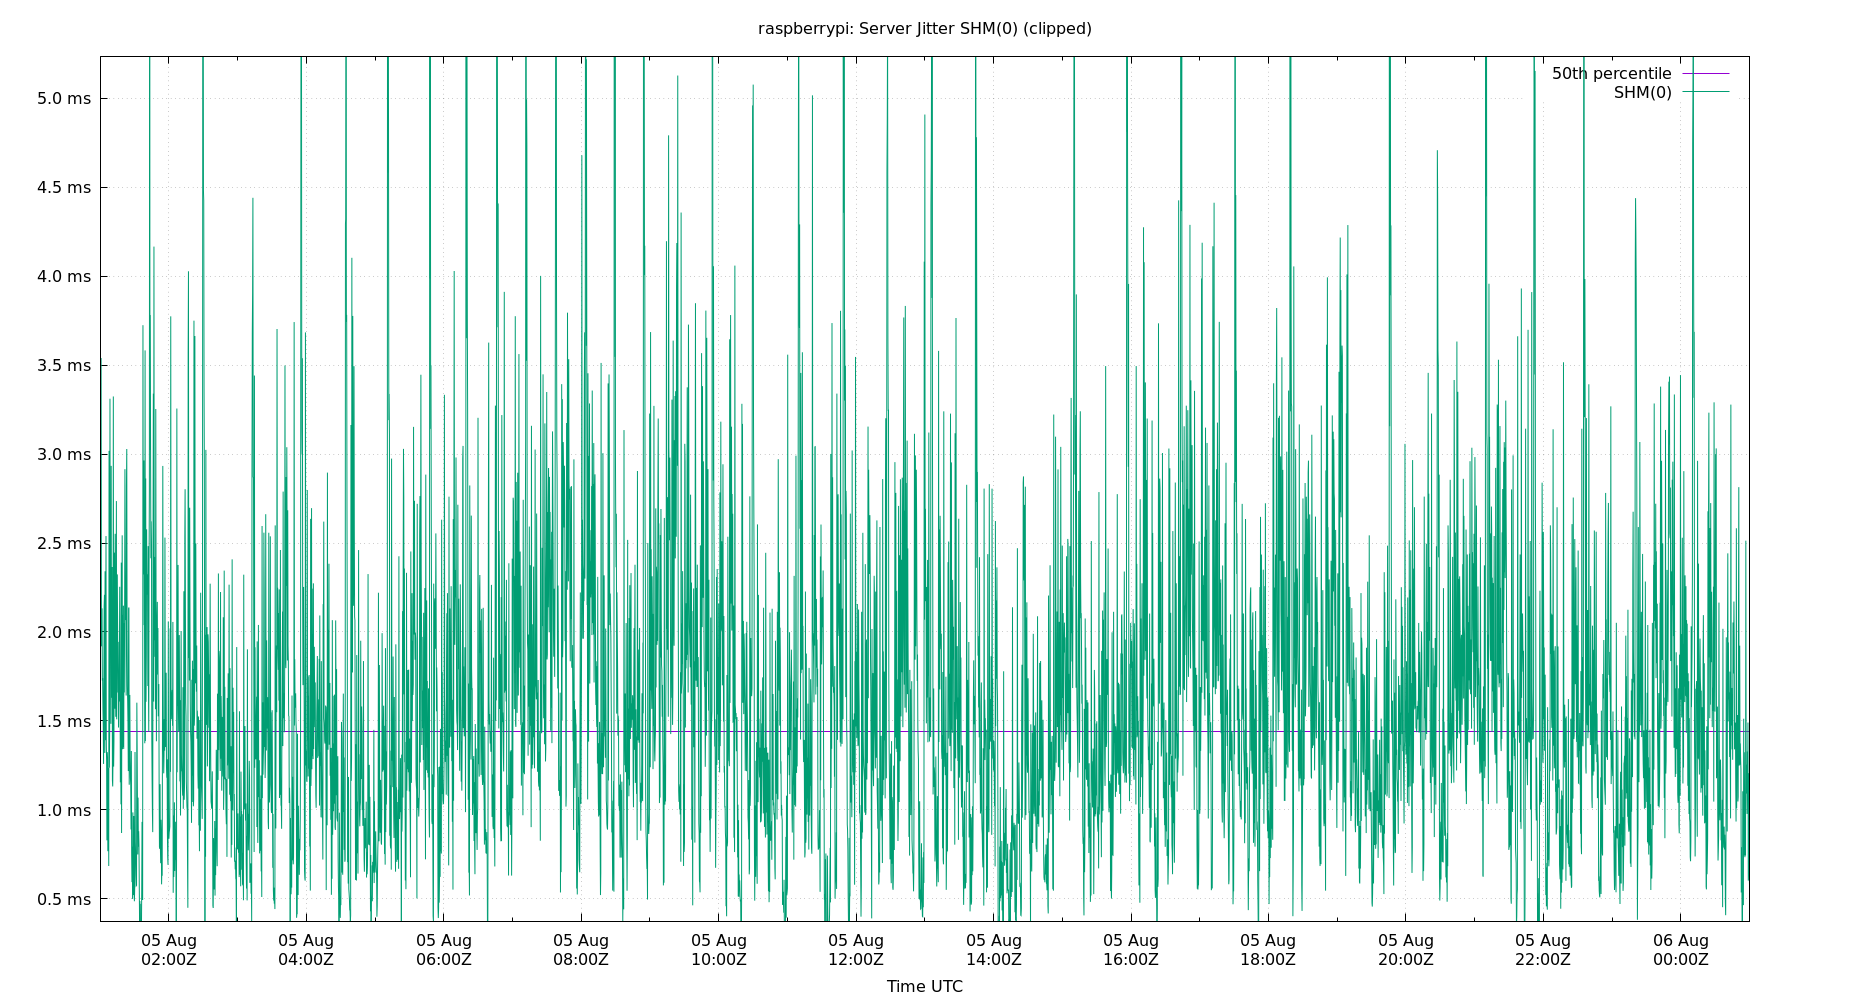 raspberrypi: Server Jitter SHM(0) (clipped)
50th percentile
SHM(0)
5.0 ms
4.5 ms
4.0 ms
3.5 ms
3.0 ms
2.5 ms
2.0 ms
1.5 ms
1.0 ms
0.5 ms
05 Aug 05 Aug 05 Aug 05 Aug 05 Aug 05 Aug 05 Aug 05 Aug 05 Aug 05 Aug 05 Aug 06 Aug
02:00Z 04:00Z 06:00Z 08:00Z 10:00Z 12:00Z 14:00Z 16:00Z 18:00Z 20:00Z 22:00Z 00:00Z
Time UTC